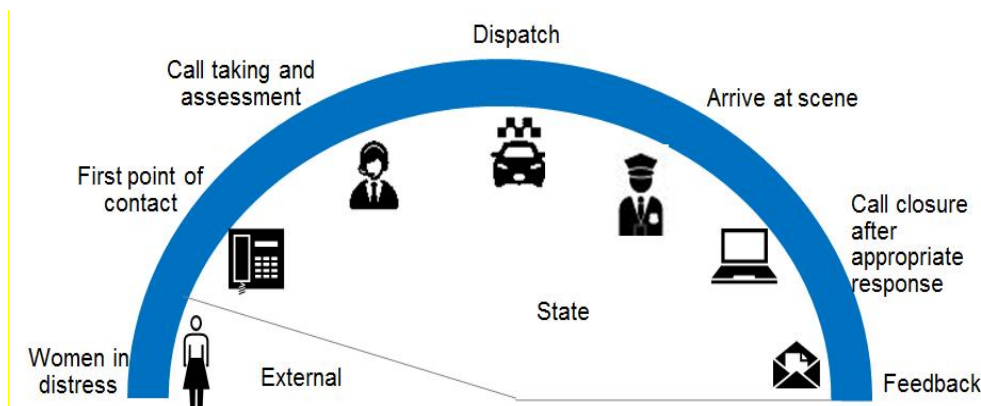 Women in
distress
First point of
contact
Call taking and
assessment
Dispatch
Arrive at scene
Call closure
after
appropriate
response
Feedback
External
State